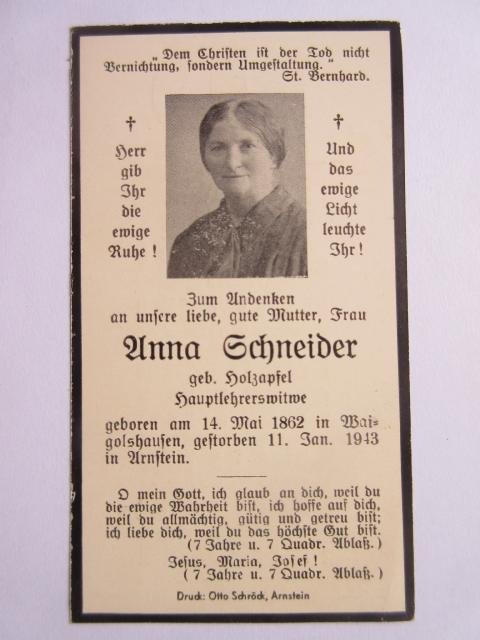 "Dem Christen ist der Tod nicht
Vernichtung, sondern Umgestaltung."
St. Bernhard.
Herr
gib
Ihr
die
ewige
Ruhe !
Und
das
ewige
Licht
leuchte
Ihr !
Zum Andenken
an unsere liebe, gute Mutter, Frau
Anna Schneider
geb. Holzapfel
Hauptlehrerswitwe
geboren am 14. Mai 1862 in Wai=
golshausen, gestorben 11. Jan. 1943
in Arnstein.
O mein Gott, ich glaub an dich, weil du
die ewige Wahrheit bist, ich hoffe auf dich,
weil du allmächtig, gütig und getreu bist;
ich liebe dich, weil du das höchste Gut bist.
(7 Jahre u. 7 Quadr. Ablaß.)
Jesus, Maria, Josef !
(7 Jahre u. 7 Quadr. Ablaß.)
Druck: Otto Schröck, Arnstein